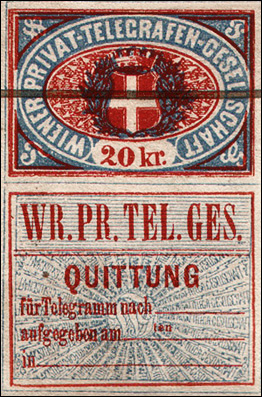 WIENER PRIVAT-TELEGRAFEN-GESELLSCHAFT
20 kr.
WR. PR. TEL. GES.
QUITTUNG
für Telegramm nach
aufgegeben am
in